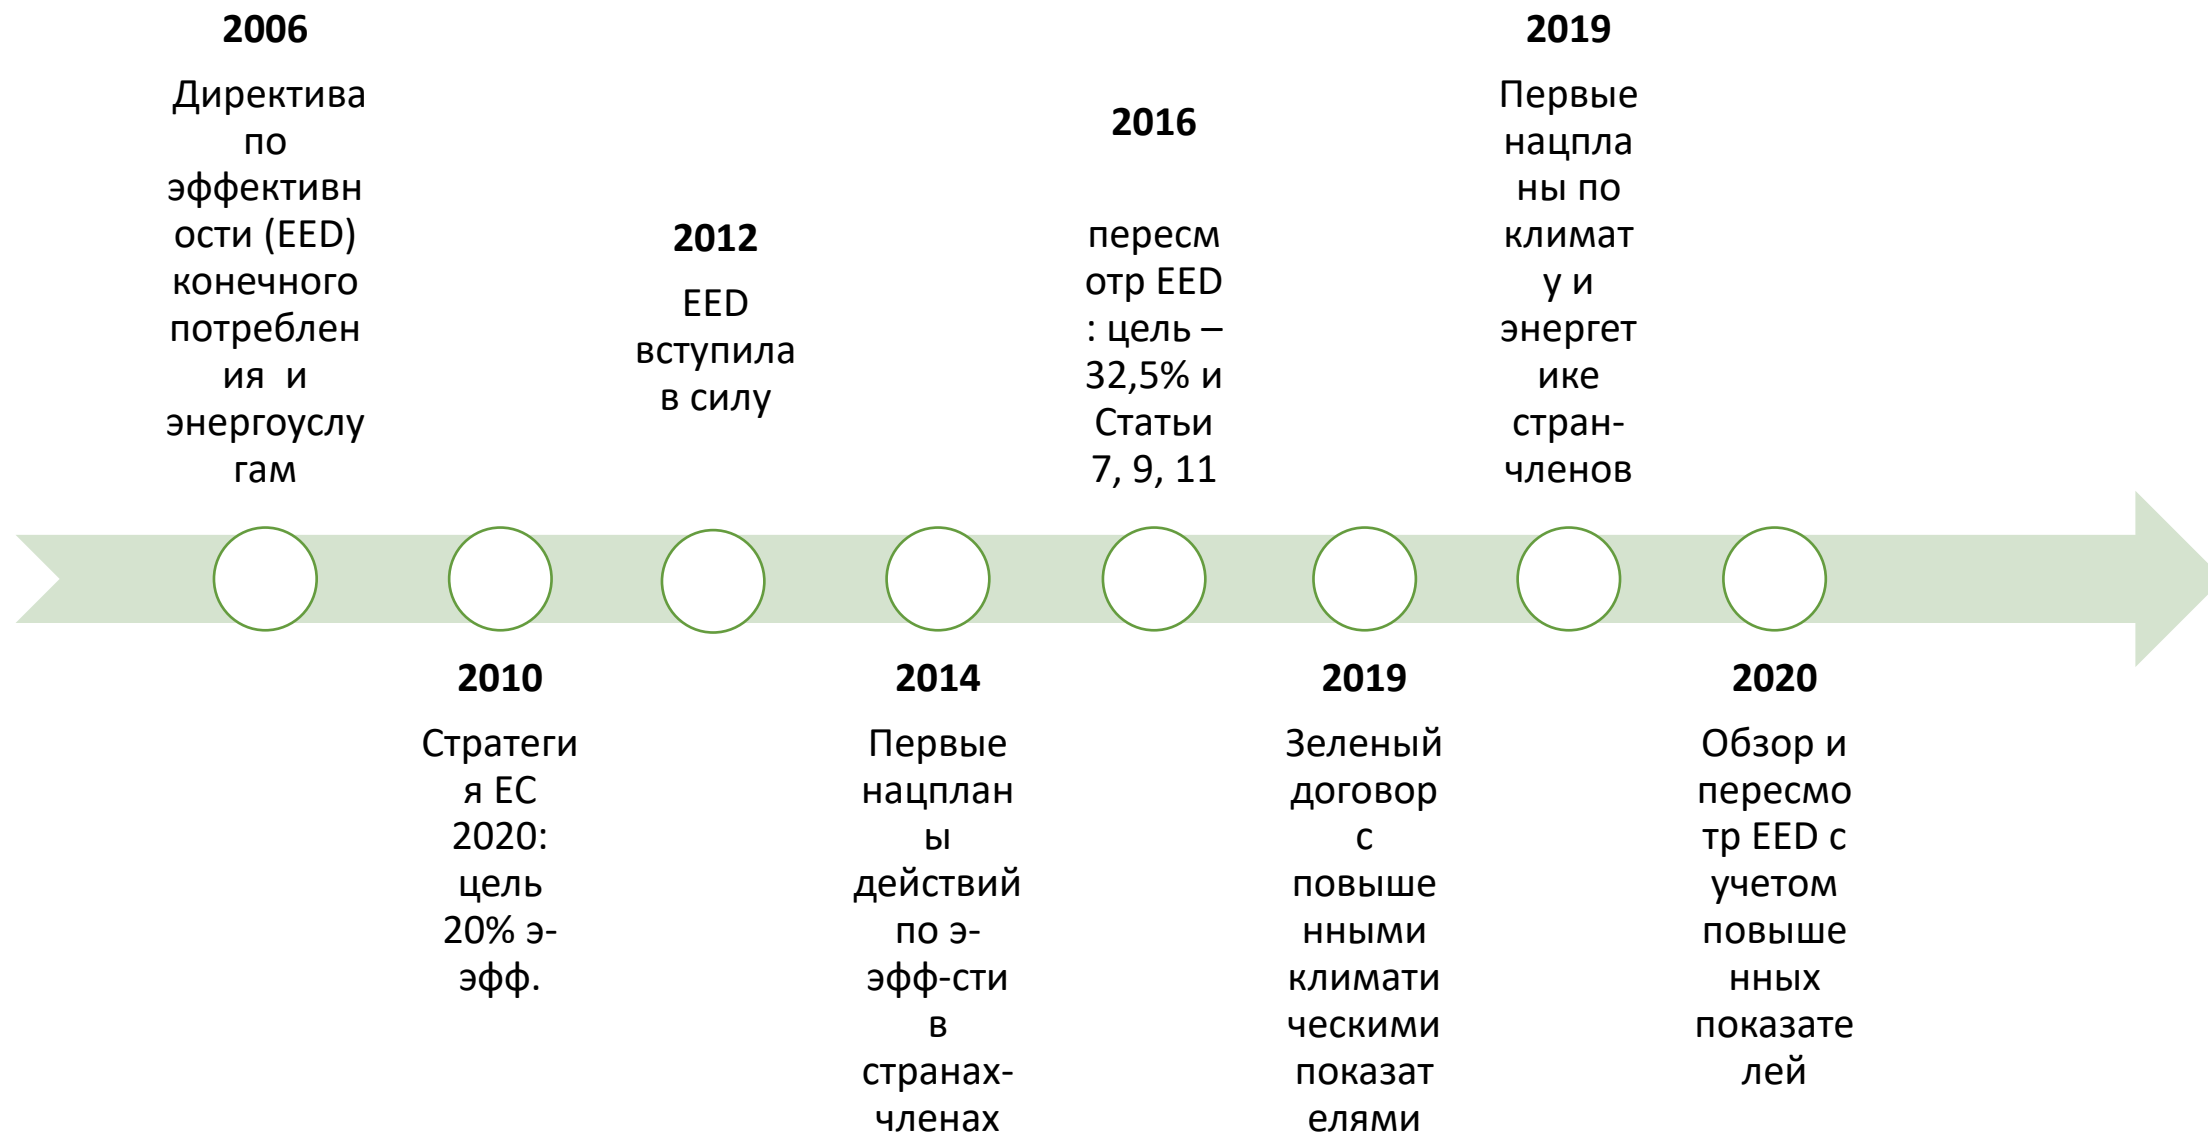 2006
Директива
по
эффективн
ости (EED)
конечного
потреблен
ия и
энергоуслу
гам
2010
Стратеги
я ЕС
2020:
цель
20% э-
эфф.
2012
EED
вступила
в силу
2014
Первые
нацплан
ы
действий
по э-
эфф-сти
в
странах-
членах
2016
пересм
отр EED
: цель –
32,5% и
Статьи
7, 9, 11
2019
Зеленый
договор
с
повыше
нными
климати
ческими
показат
елями
2019
Первые
нацпла
ны по
климат
у и
энергет
ике
стран-
членов
2020
Обзор и
пересмо
тр EED с
учетом
повыше
нных
показате
лей